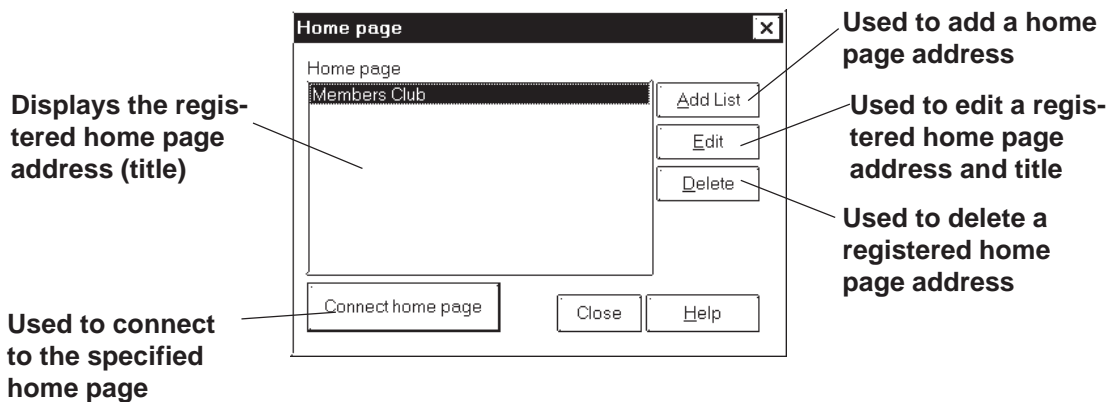 Home page
Home page
Members Club
Add List
Edit
Delete
Connect home page
Close
Help
Displays the regis-
tered home page
address (title)
Used to connect
to the specified
home page
Used to add a home
page address
Used to edit a regis-
tered home page
address and title
Used to delete a
registered home
page address